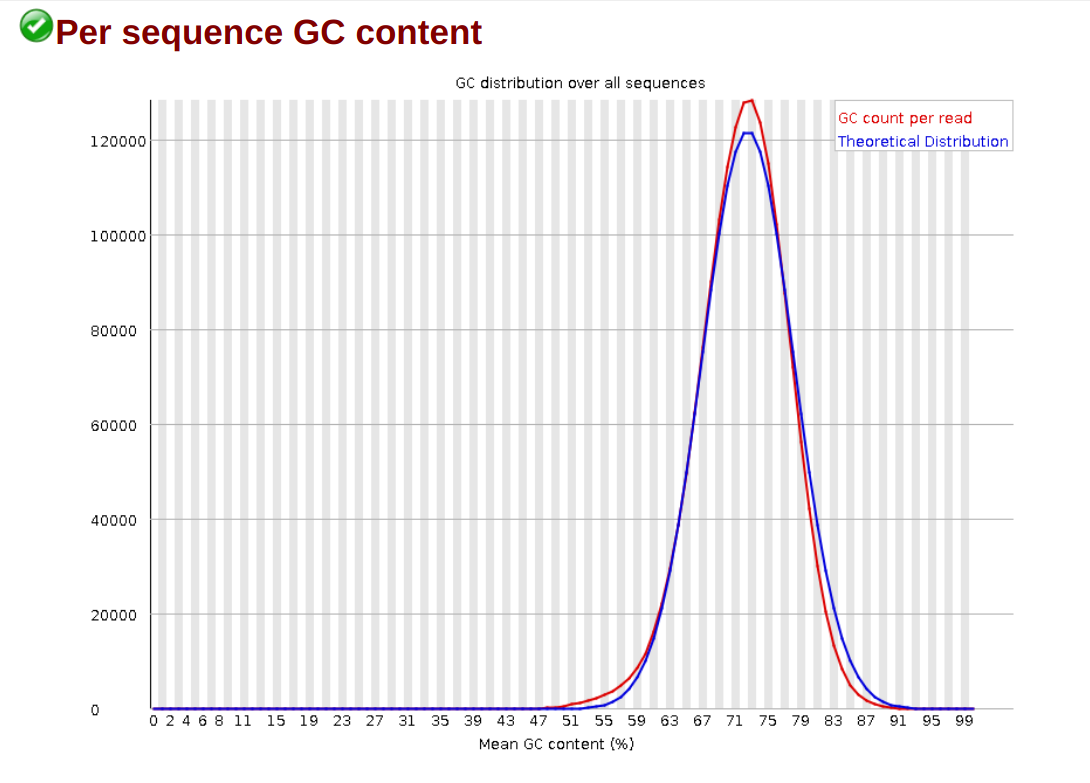 Per sequence GC content
GC distribution over all sequences
GC count per read
Theoretical Distribution
120000
100000
80000
60000
40000
20000
0
0 2 4 6 8 11 15 19 23 27 31 35 39 43 47 51 55 59 63 67 71 75 79 83 87 91 95 99
Mean GC content (%)